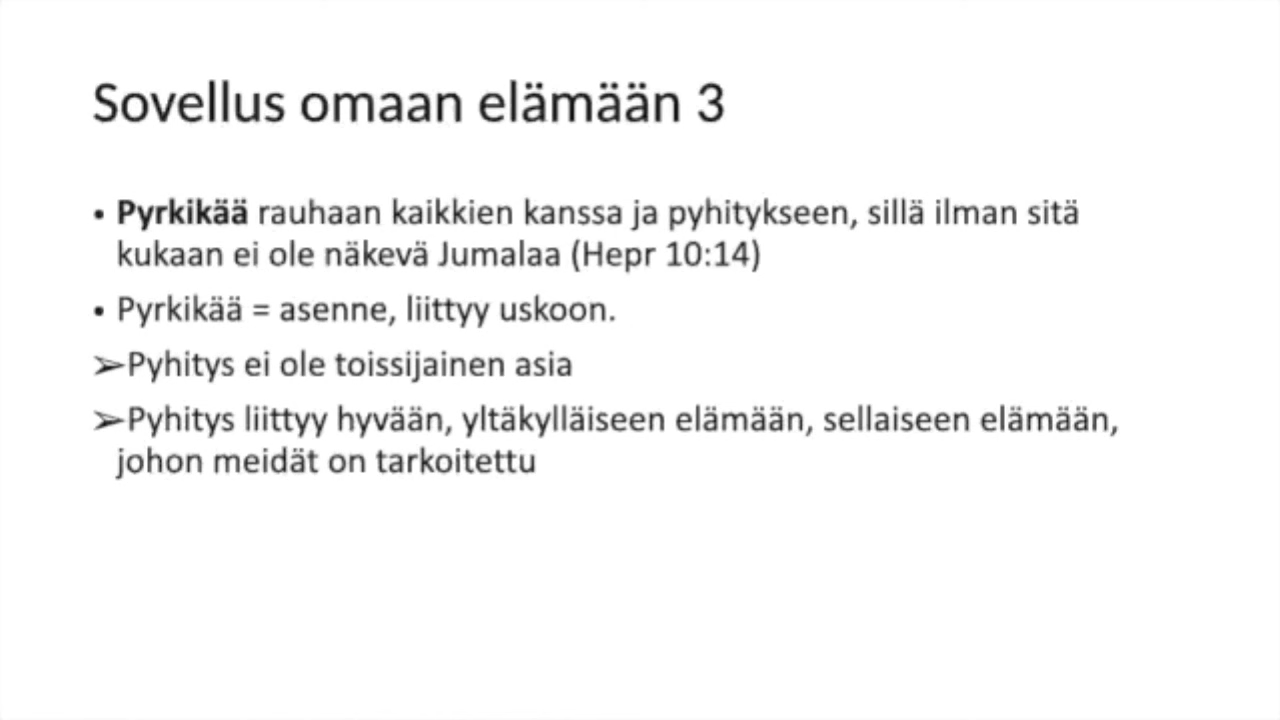 Sovellus omaan elämään 3
• Pyrkikää rauhaan kaikkien kanssa ja pyhitykseen, sillä ilman sitä
kukaan ei ole näkevä Jumalaa (Hepr 10:14)
• Pyrkikää = asenne, liittyy uskoon.
➢Pyhitys ei ole toissijainen asia
➢Pyhitys liittyy hyvään, yltäkylläiseen elämään, sellaiseen elämään,
johon meidät on tarkoitettu